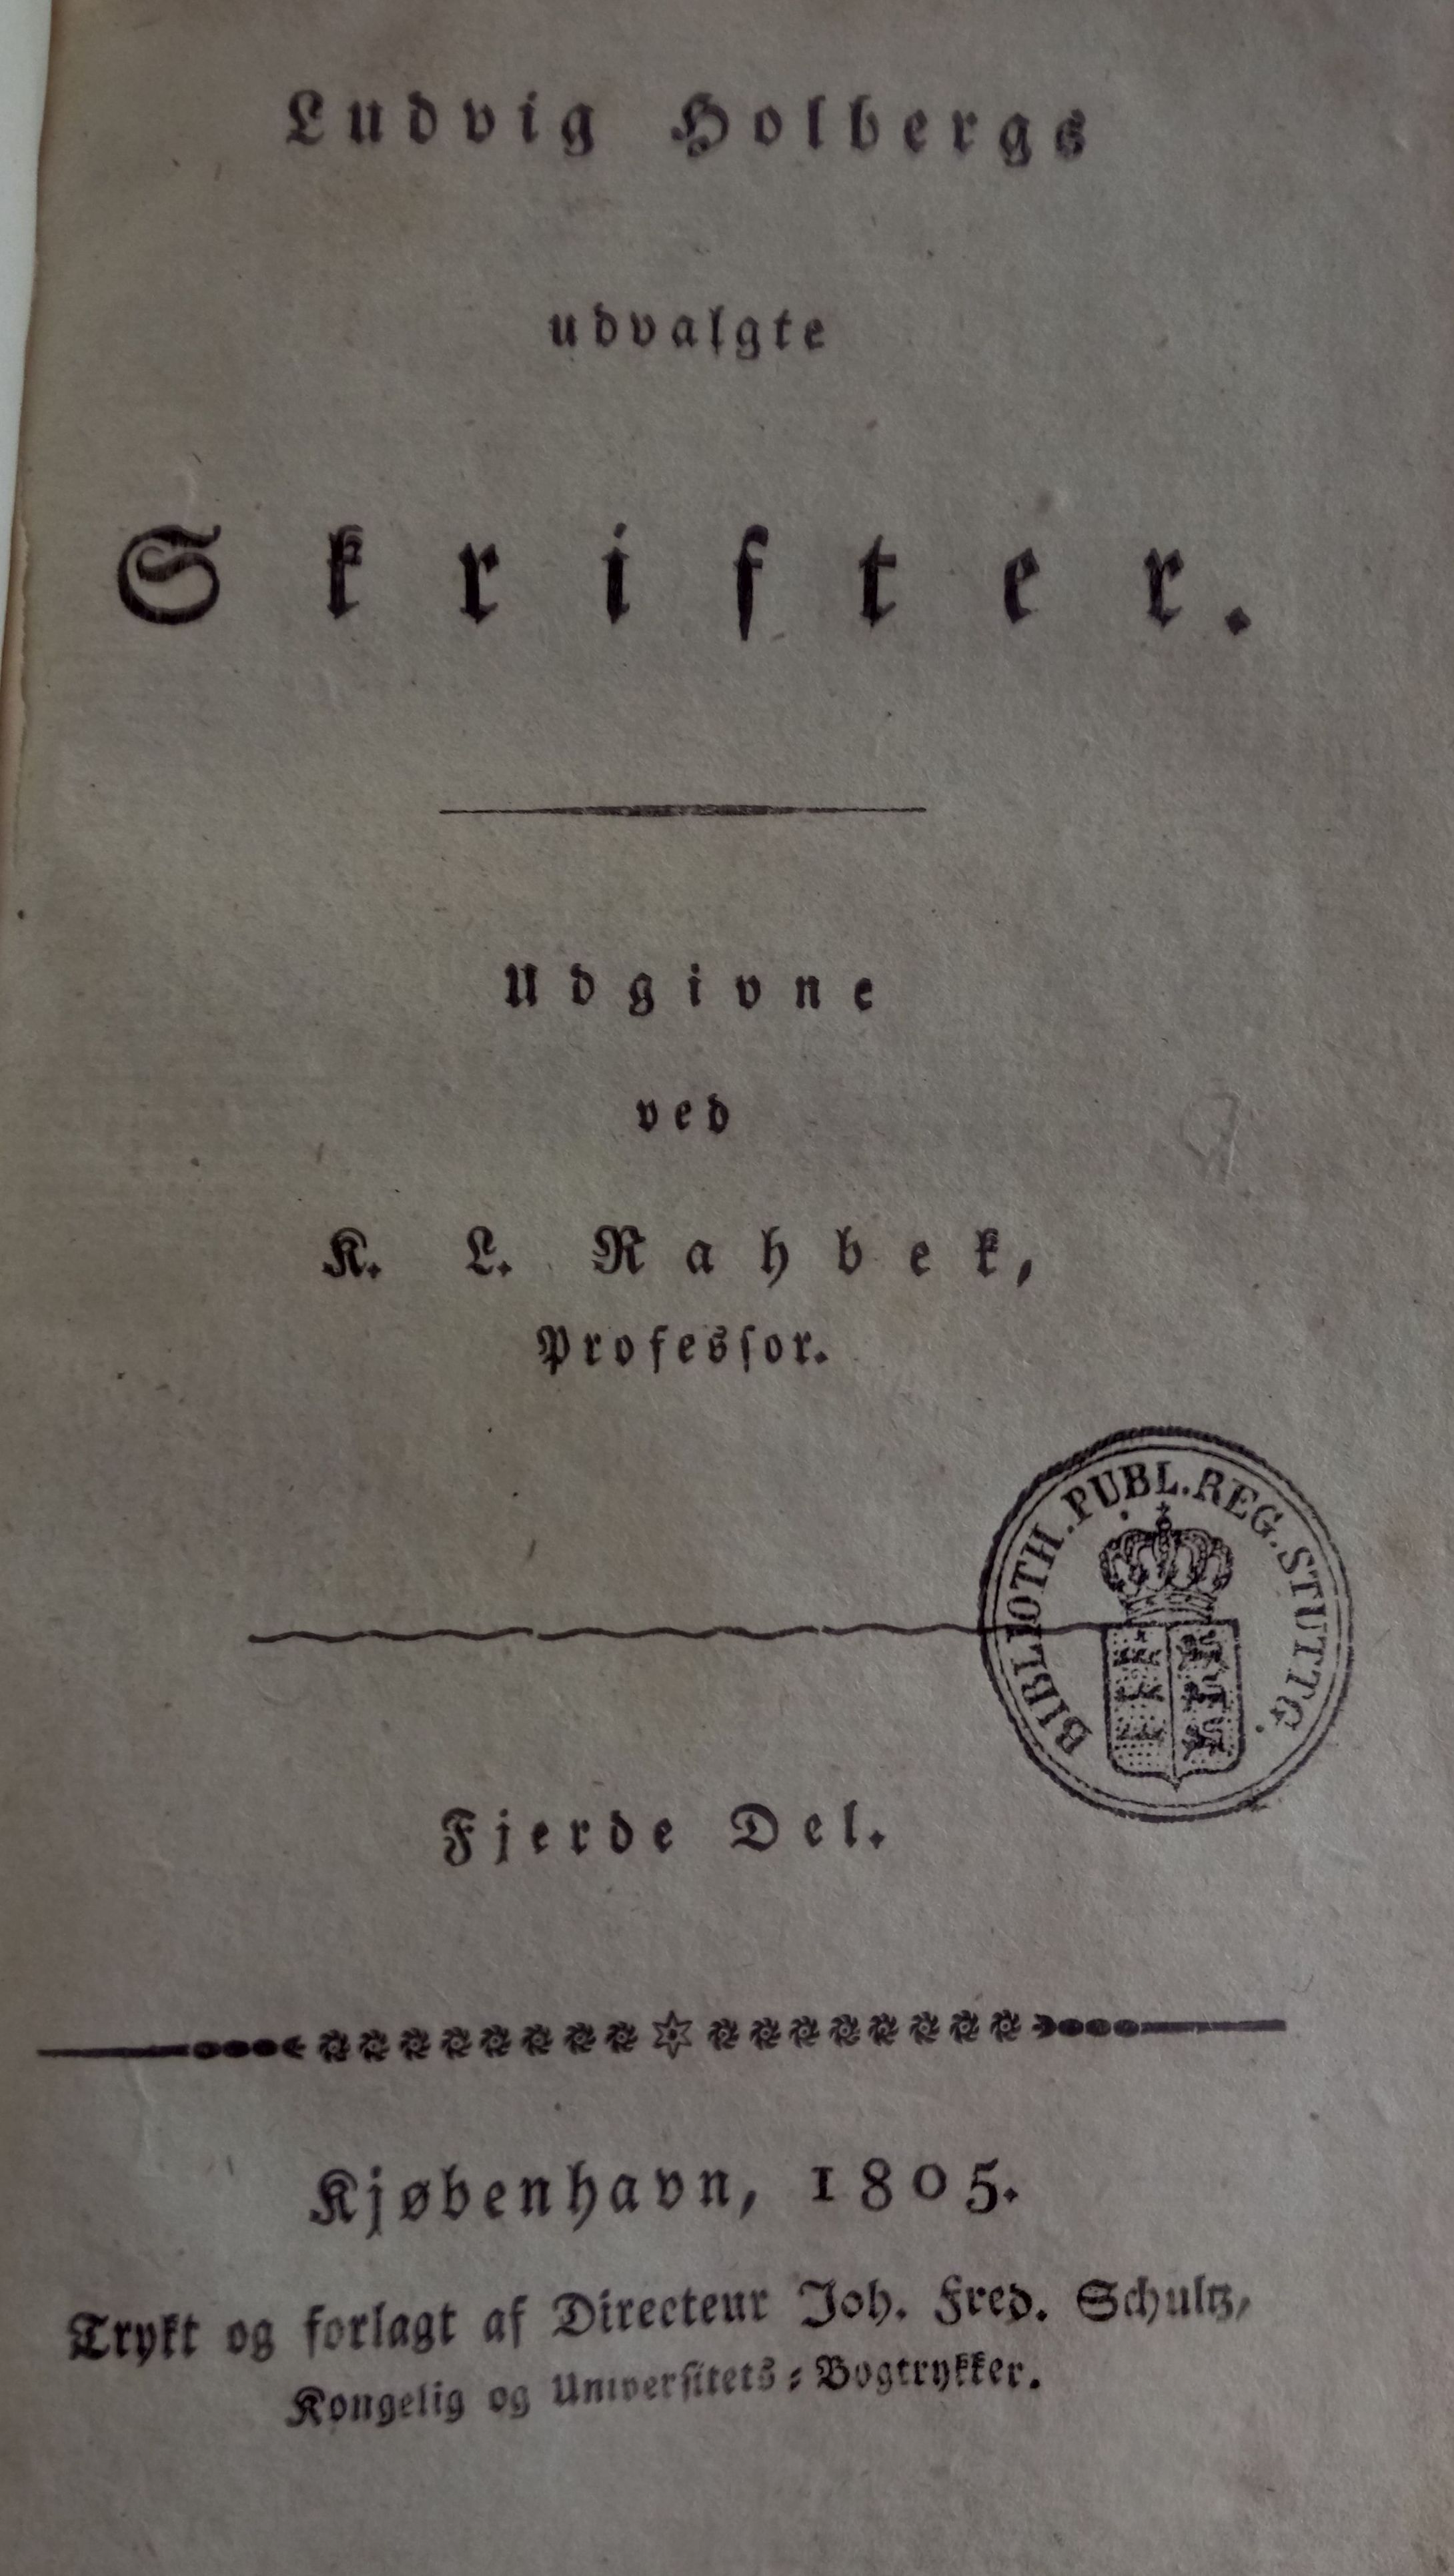 Ludvig Holbergs
udvalgte
Skrifter.
Udgivne
ved
K. L. Rahbek,
Professor.
BIBLIOTH. PUBL. REG. STUTTG.
Fjerde Del.
Kjøbenhavn, 1805.
Trykt og forlagt af Directeur Joh. Fred. Schultz,
Kongelig og Universitets-Bogtrykker.